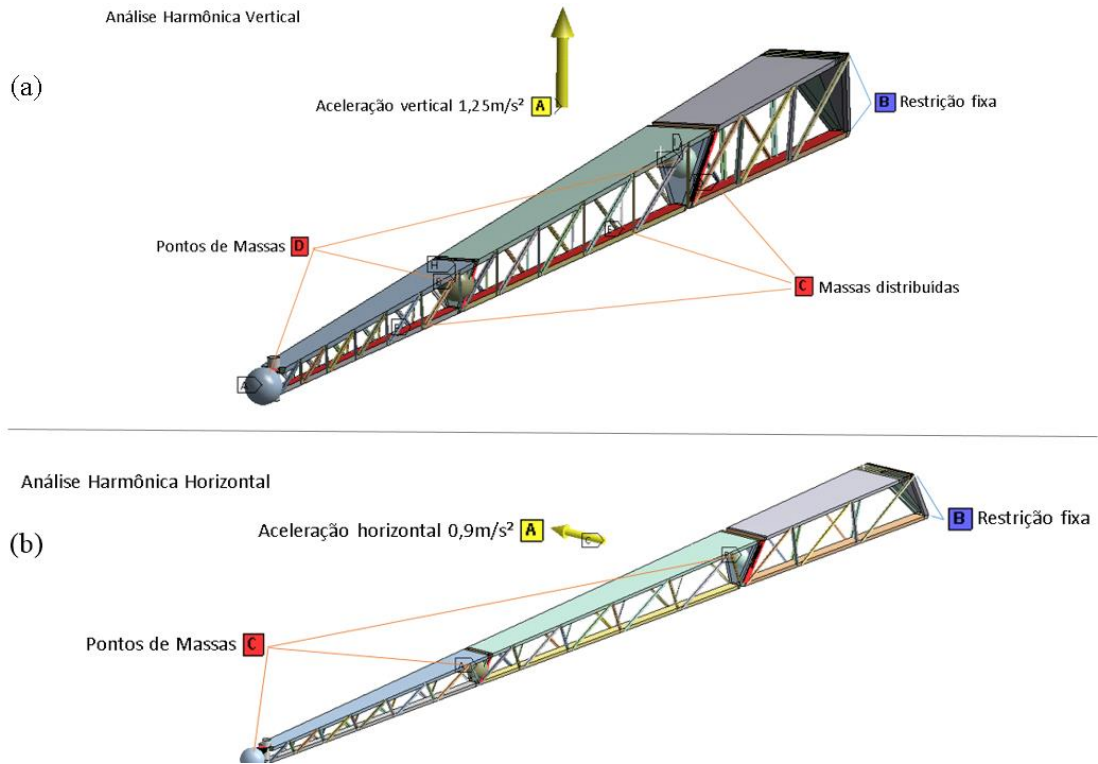 Análise Harmônica Vertical
(a)
Aceleração vertical 1,25m/s² A
B Restrição fixa
Pontos de Massas D
C Massas distribuídas
H
A
Análise Harmônica Horizontal
(b)
Aceleração horizontal 0,9m/s² A
C
B Restrição fixa
Pontos de Massas C
A